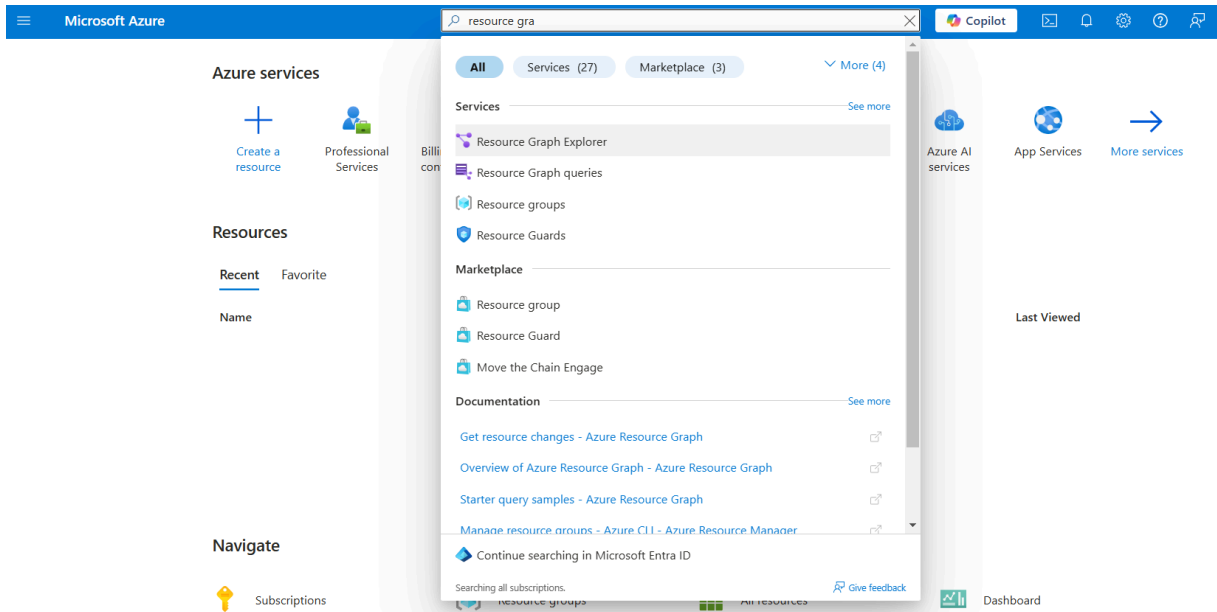 Microsoft Azure
resource gra
Copilot
Azure services
Create a resource
Professional Services
Azure AI services
App Services
More services
All
Services (27)
Marketplace (3)
More (4)
Services
See more
Resource Graph Explorer
Resource Graph queries
Resource groups
Resource Guards
Marketplace
Resource group
Resource Guard
Move the Chain Engage
Documentation
See more
Get resource changes - Azure Resource Graph
Overview of Azure Resource Graph - Azure Resource Graph
Starter query samples - Azure Resource Graph
Manage resource groups - Azure CLI - Azure Resource Manager
Continue searching in Microsoft Entra ID
Searching all subscriptions.
Give feedback
Resources
Recent
Favorite
Name
Last Viewed
Navigate
Subscriptions
Resource groups
All resources
Dashboard